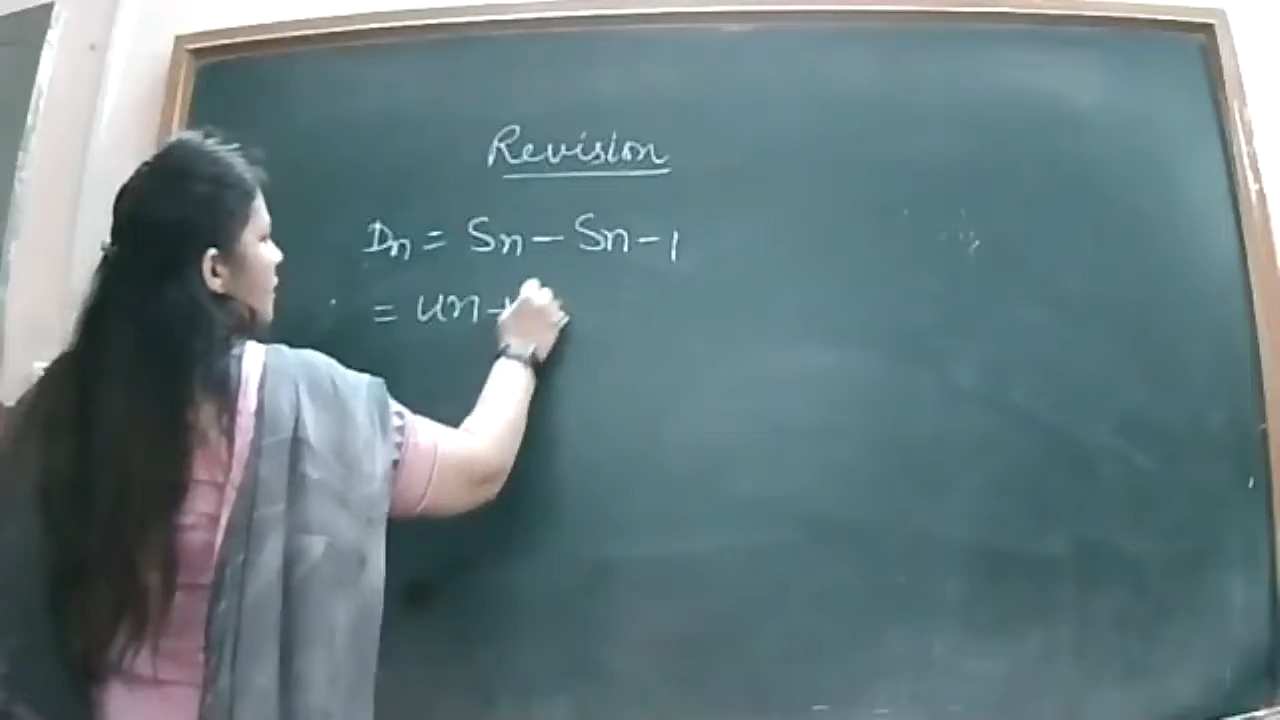 Revision
Dn = Sn - Sn-1
= un